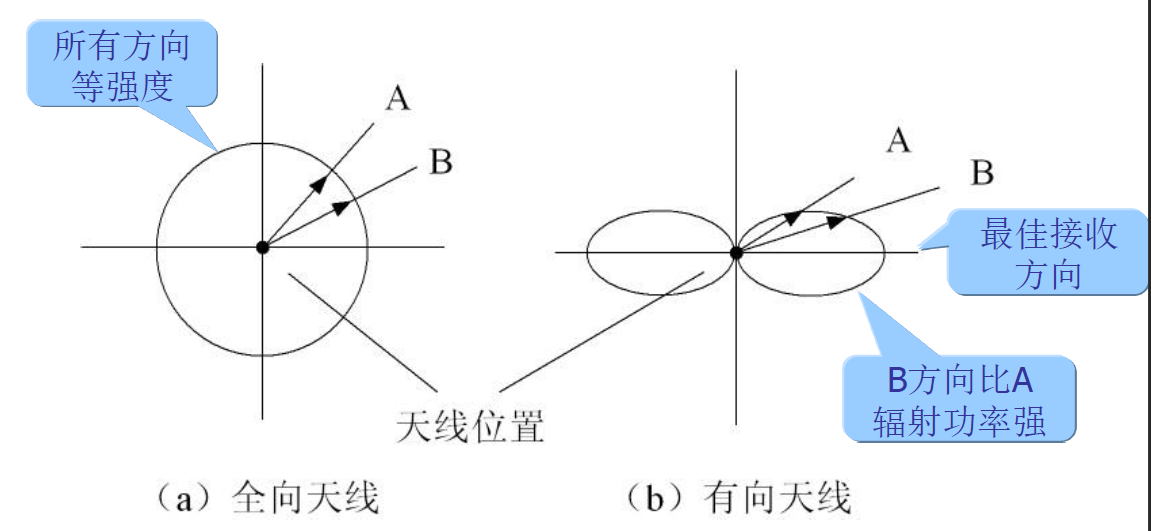 所有方向
等强度
A
B
A
B
最佳接收
方向
B方向比A
辐射功率强
天线位置
（a）全向天线
（b）有向天线